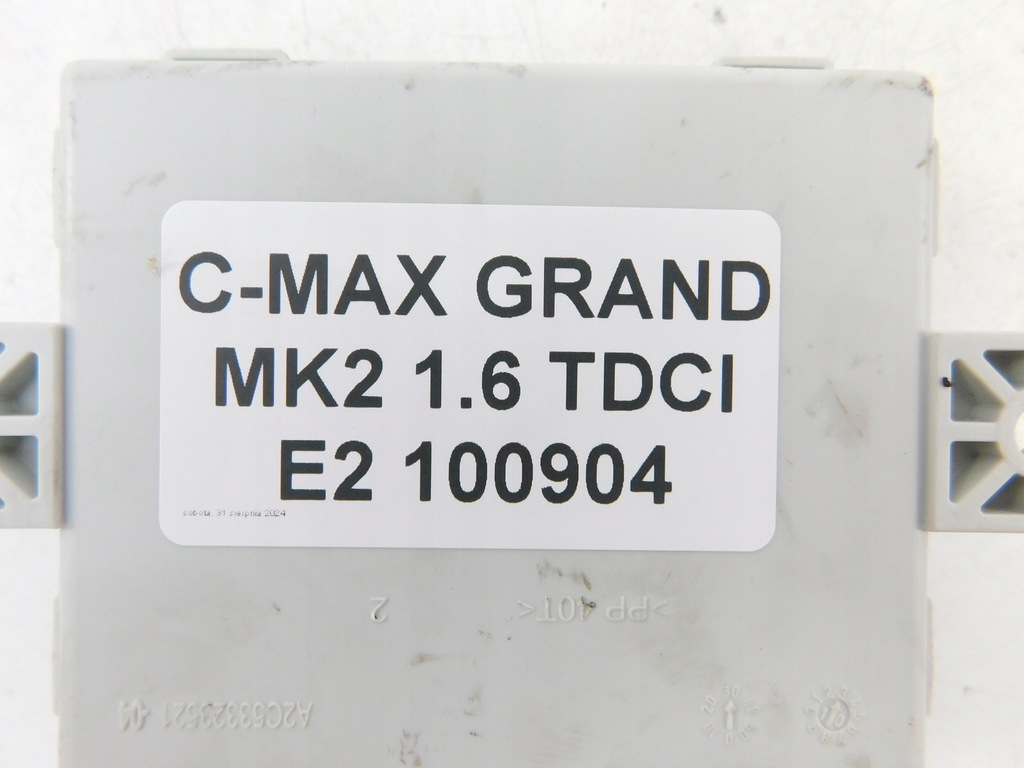 C-MAX GRAND
MK2 1.6 TDCI
E2 100904
sobota, 31 sierpnia 2024
2 >PP 40T<
A2C53323521